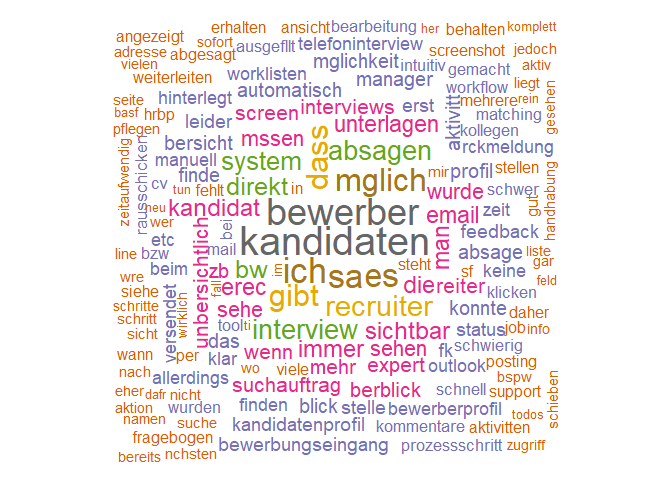 angezeigt erhalten ansicht bearbeitung her behalten komplett
adresse abgesagt sofort ausgefllt telefoninterview screenshot jedoch
vielen weiterleiten worklisten mglichkeit intuitiv gemacht aktiv
seite hinterlegt automatisch manager workflow liegt
basf hrbp leider screen interviews erst aktivitt mehrere rein gesehen
pflegen bersicht mssen dass unterlagen kollegen matching
zeitaufwendig rausschicken manuell system absagen rckmeldung
cv finde direkt in mglich mir profil stellen handhabung
tun fehlt kandidat bewerber wurde schwer
neu wer bei email zeit gut
etc unbersichtlich mail kandidaten man feedback
line bzw zb bw im ich sa es steht absage liste gar
wre beim fall sf keine feld
siehe erec gibt die reiter klicken
schritte versendet wirklich sehe recruiter konnte daher
schritt tool ti interview sichtbar status job info
sicht das
wann per klar wenn immer sehen fk schwierig
nach wo viele mehr expert outlook posting
allerdings suchauftrag berblick schnell bspw
eher dafr nicht support schieben
aktion wurden finden blick stelle bewerberprofil todos
namen suche kandidatenprofil kommentare aktivitten
fragebogen bewerbungseingang prozessschritt zugriff
bereits nchsten